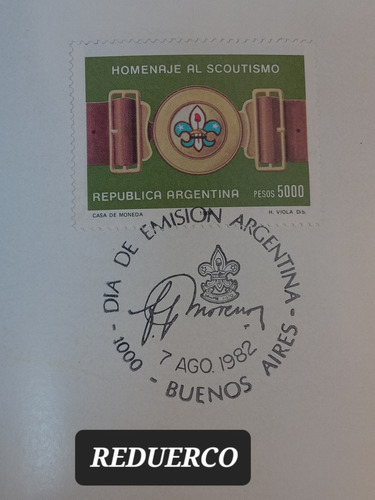 HOMENAJE AL SCOUTISMO
REPUBLICA ARGENTINA PESOS 5000
CASA DE MONEDA H. VIOLA Dib.
DIA DE EMISION ARGENTINA
Moreno
7 AGO. 1982
- 1000 - BUENOS AIRES -
REDUERCO